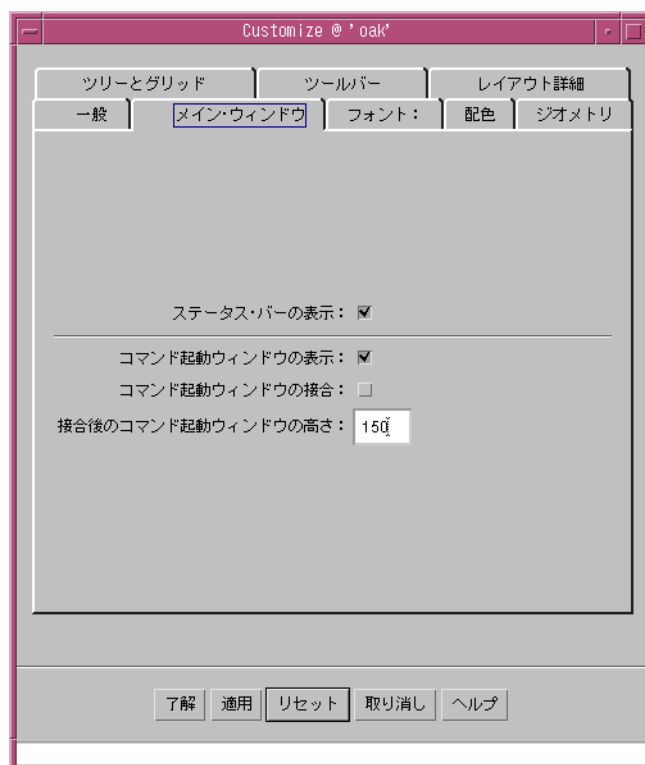 Customize @ 'oak'
ツリーとグリッド ツールバー レイアウト詳細
一般 メイン・ウィンドウ フォント： 配色 ジオメトリ
ステータス・バーの表示：
コマンド起動ウィンドウの表示：
コマンド起動ウィンドウの接合：
接合後のコマンド起動ウィンドウの高さ： 150
了解 適用 リセット 取り消し ヘルプ